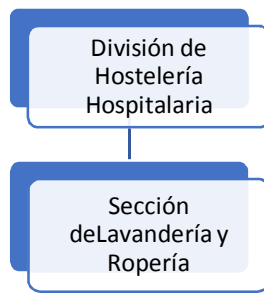 División de
Hostelería
Hospitalaria
Sección
deLavandería y
Ropería